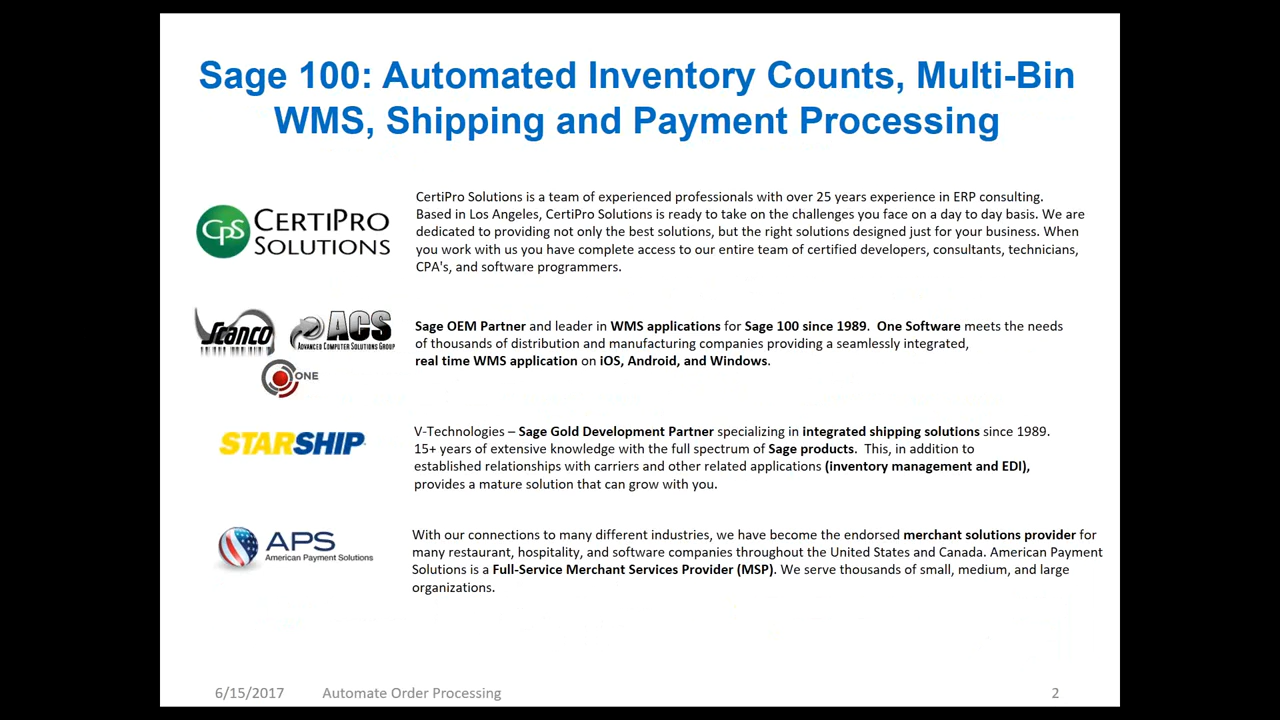 Sage 100: Automated Inventory Counts, Multi-Bin
WMS, Shipping and Payment Processing
CPS CERTIPRO
SOLUTIONS
CertiPro Solutions is a team of experienced professionals with over 25 years experience in ERP consulting.
Based in Los Angeles, CertiPro Solutions is ready to take on the challenges you face on a day to day basis. We are
dedicated to providing not only the best solutions, but the right solutions designed just for your business. When
you work with us you have complete access to our entire team of certified developers, consultants, technicians,
CPA's, and software programmers.
Scanco
ACS
ADVANCED COMPUTER SOLUTIONS GROUP
ONE
Sage OEM Partner and leader in WMS applications for Sage 100 since 1989. One Software meets the needs
of thousands of distribution and manufacturing companies providing a seamlessly integrated,
real time WMS application on iOS, Android, and Windows.
STARSHIP
V-Technologies – Sage Gold Development Partner specializing in integrated shipping solutions since 1989.
15+ years of extensive knowledge with the full spectrum of Sage products. This, in addition to
established relationships with carriers and other related applications (inventory management and EDI),
provides a mature solution that can grow with you.
APS
American Payment Solutions
With our connections to many different industries, we have become the endorsed merchant solutions provider for
many restaurant, hospitality, and software companies throughout the United States and Canada. American Payment
Solutions is a Full-Service Merchant Services Provider (MSP). We serve thousands of small, medium, and large
organizations.
6/15/2017
Automate Order Processing
2